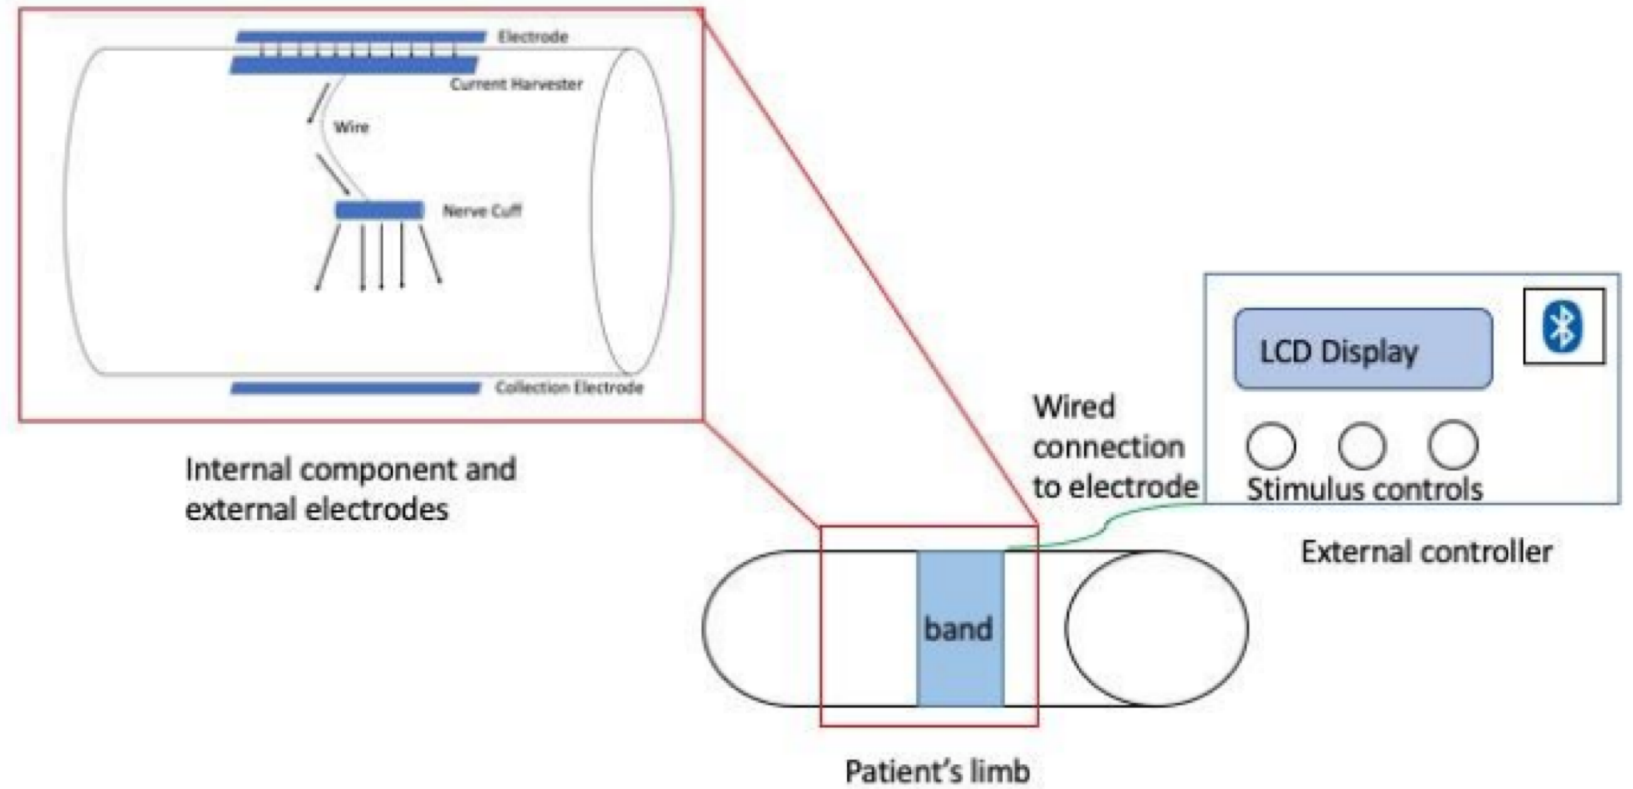 Electrode
Current Harvester
Wire
Nerve Cuff
Collection Electrode
Internal component and
external electrodes
LCD Display
Wired
connection
to electrode
Stimulus controls
External controller
band
Patient's limb